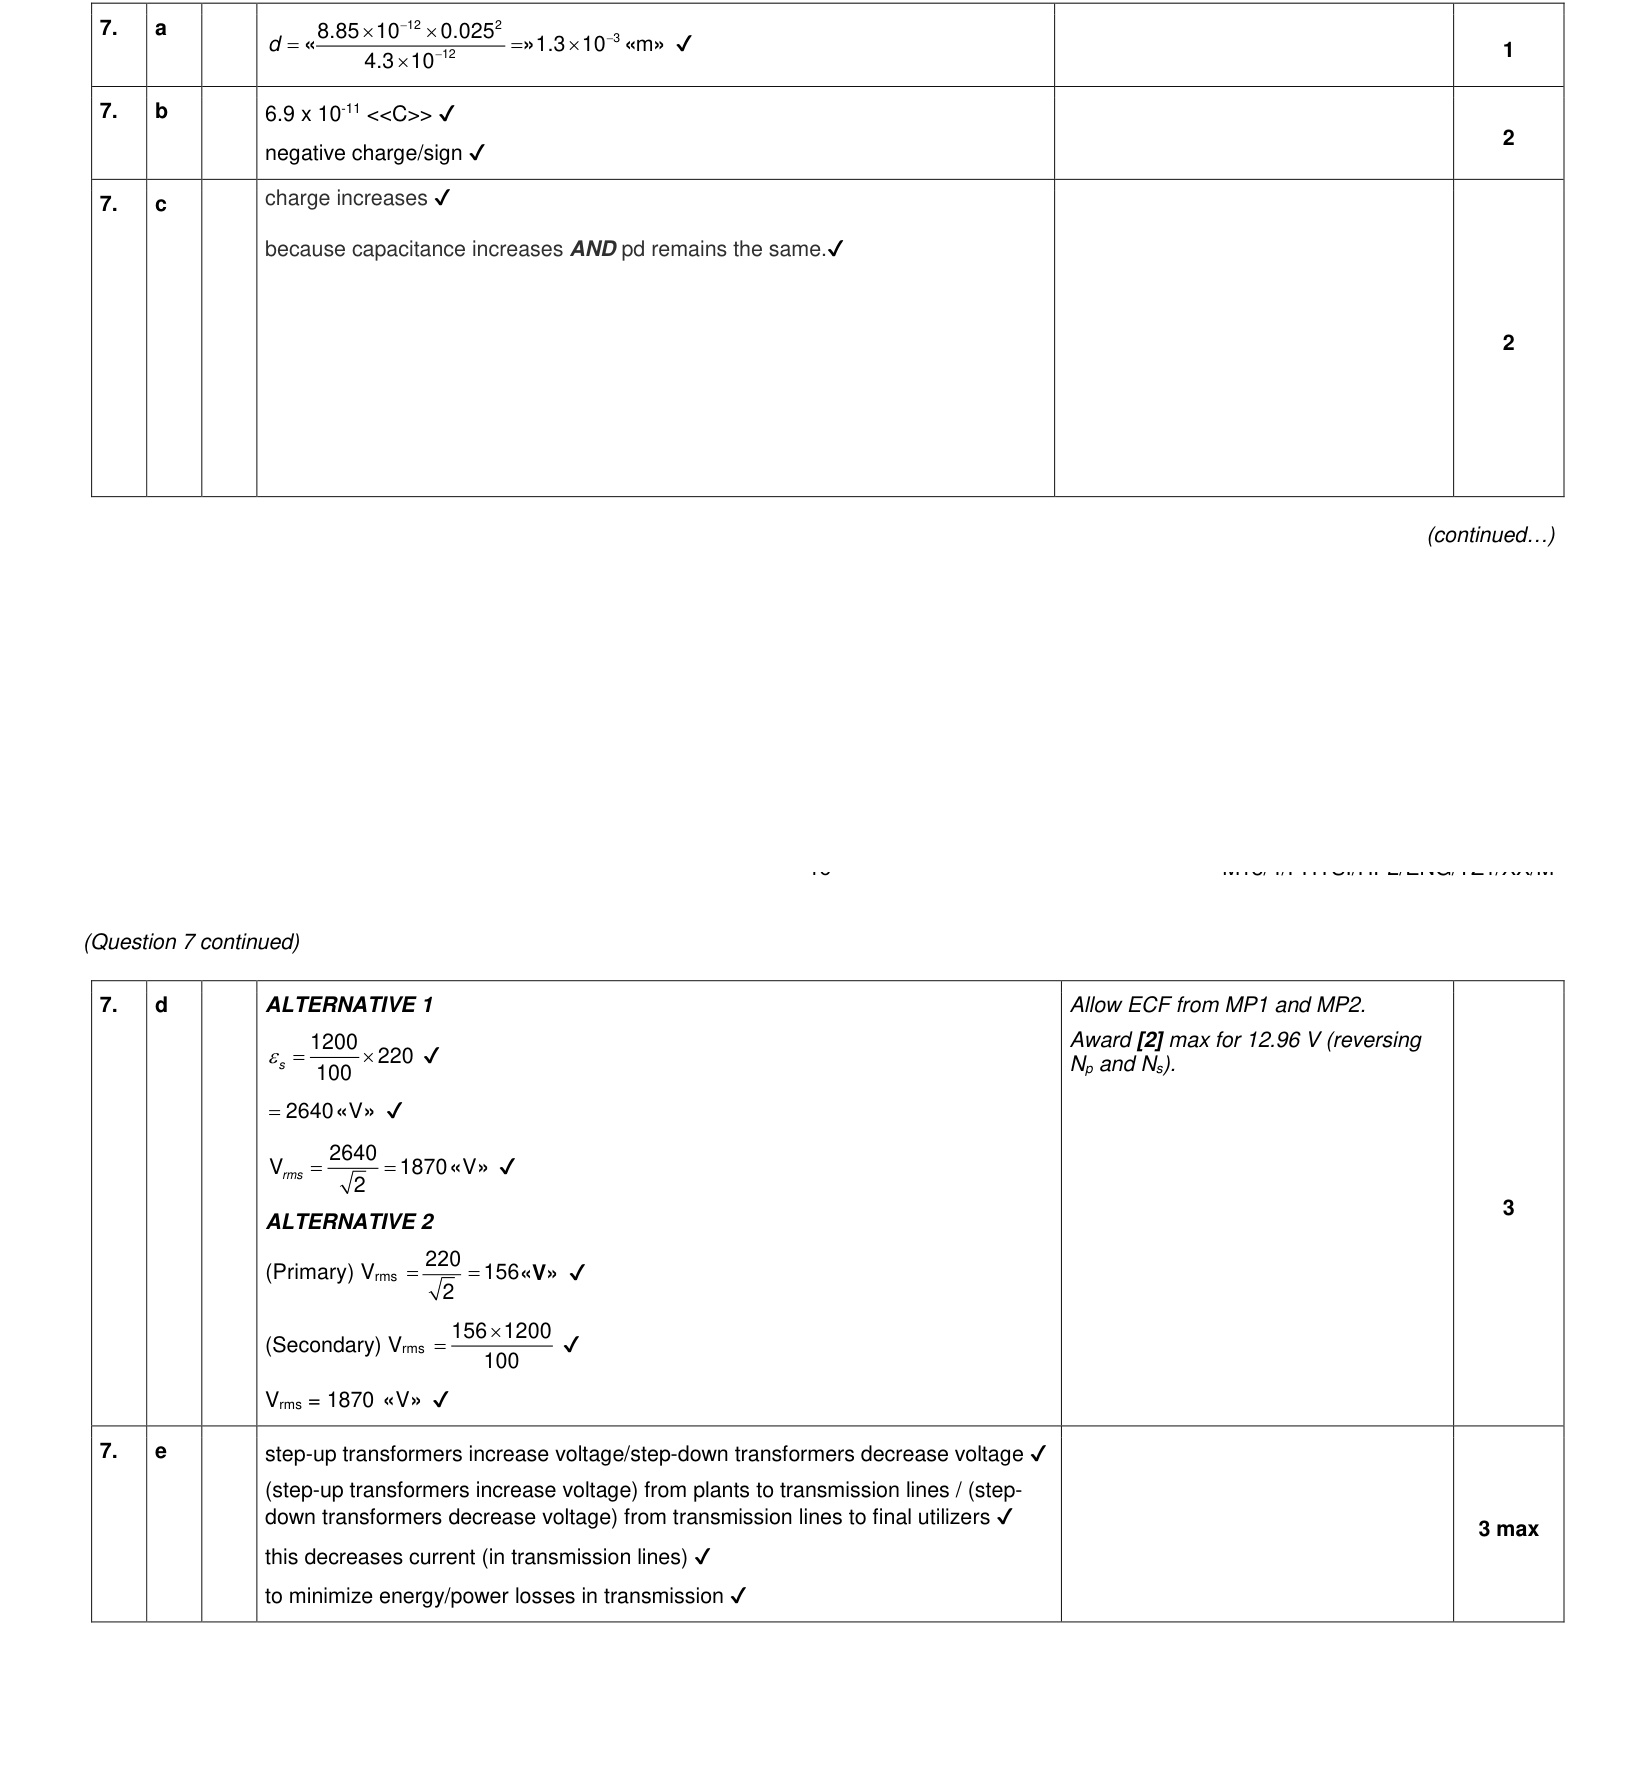 7. a d = «8.85×10⁻¹² ×0.025² / 4.3×10⁻¹² =»1.3×10⁻³ «m» ✓ 1
7. b 6.9 x 10⁻¹¹ <<C>> ✓
negative charge/sign ✓ 2
7. c charge increases ✓
because capacitance increases AND pd remains the same.✓
2
(continued…)
(Question 7 continued)
7. d ALTERNATIVE 1
εₛ = 1200/100 ×220 ✓
= 2640«V» ✓
Vrms = 2640/√2 = 1870«V» ✓
ALTERNATIVE 2
(Primary) Vrms = 220/√2 = 156«V» ✓
(Secondary) Vrms = 156×1200/100 ✓
Vrms = 1870 «V» ✓
Allow ECF from MP1 and MP2.
Award [2] max for 12.96 V (reversing
Np and Ns).
3
7. e step-up transformers increase voltage/step-down transformers decrease voltage ✓
(step-up transformers increase voltage) from plants to transmission lines / (step-
down transformers decrease voltage) from transmission lines to final utilizers ✓
this decreases current (in transmission lines) ✓
to minimize energy/power losses in transmission ✓
3 max